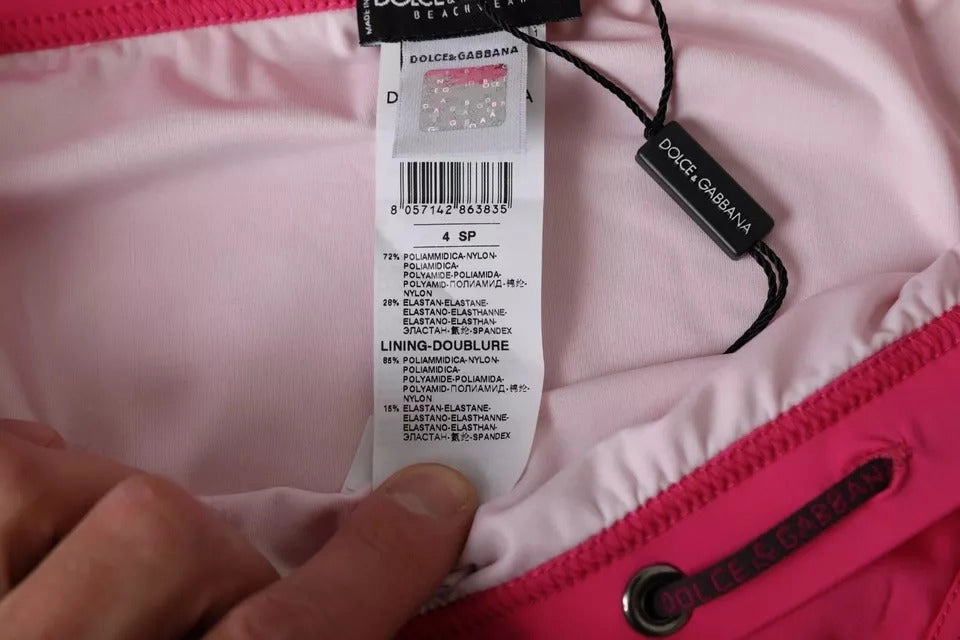 MADE IN
DOLCE &
BEACHWEAR
DOLCE&GABBANA
D A
8 057142 863835
4 SP
72% POLIAMMIDICA-NYLON-
POLIAMIDICA-
POLYAMIDE-POLIAMIDA-
POLYAMID-ПОЛИАМИД-锦纶-
NYLON
28% ELASTAN-ELASTANE-
ELASTANO-ELASTHANNE-
ELASTANO-ELASTHAN-
ЭЛАСТАН-氨纶-SPANDEX
LINING-DOUBLURE
85% POLIAMMIDICA-NYLON-
POLIAMIDICA-
POLYAMIDE-POLIAMIDA-
POLYAMID-ПОЛИАМИД-锦纶-
NYLON
15% ELASTAN-ELASTANE-
ELASTANO-ELASTHANNE-
ELASTANO-ELASTHAN-
ЭЛАСТАН-氨纶-SPANDEX
DOLCE&GABBANA
DOLCE&GABBAN